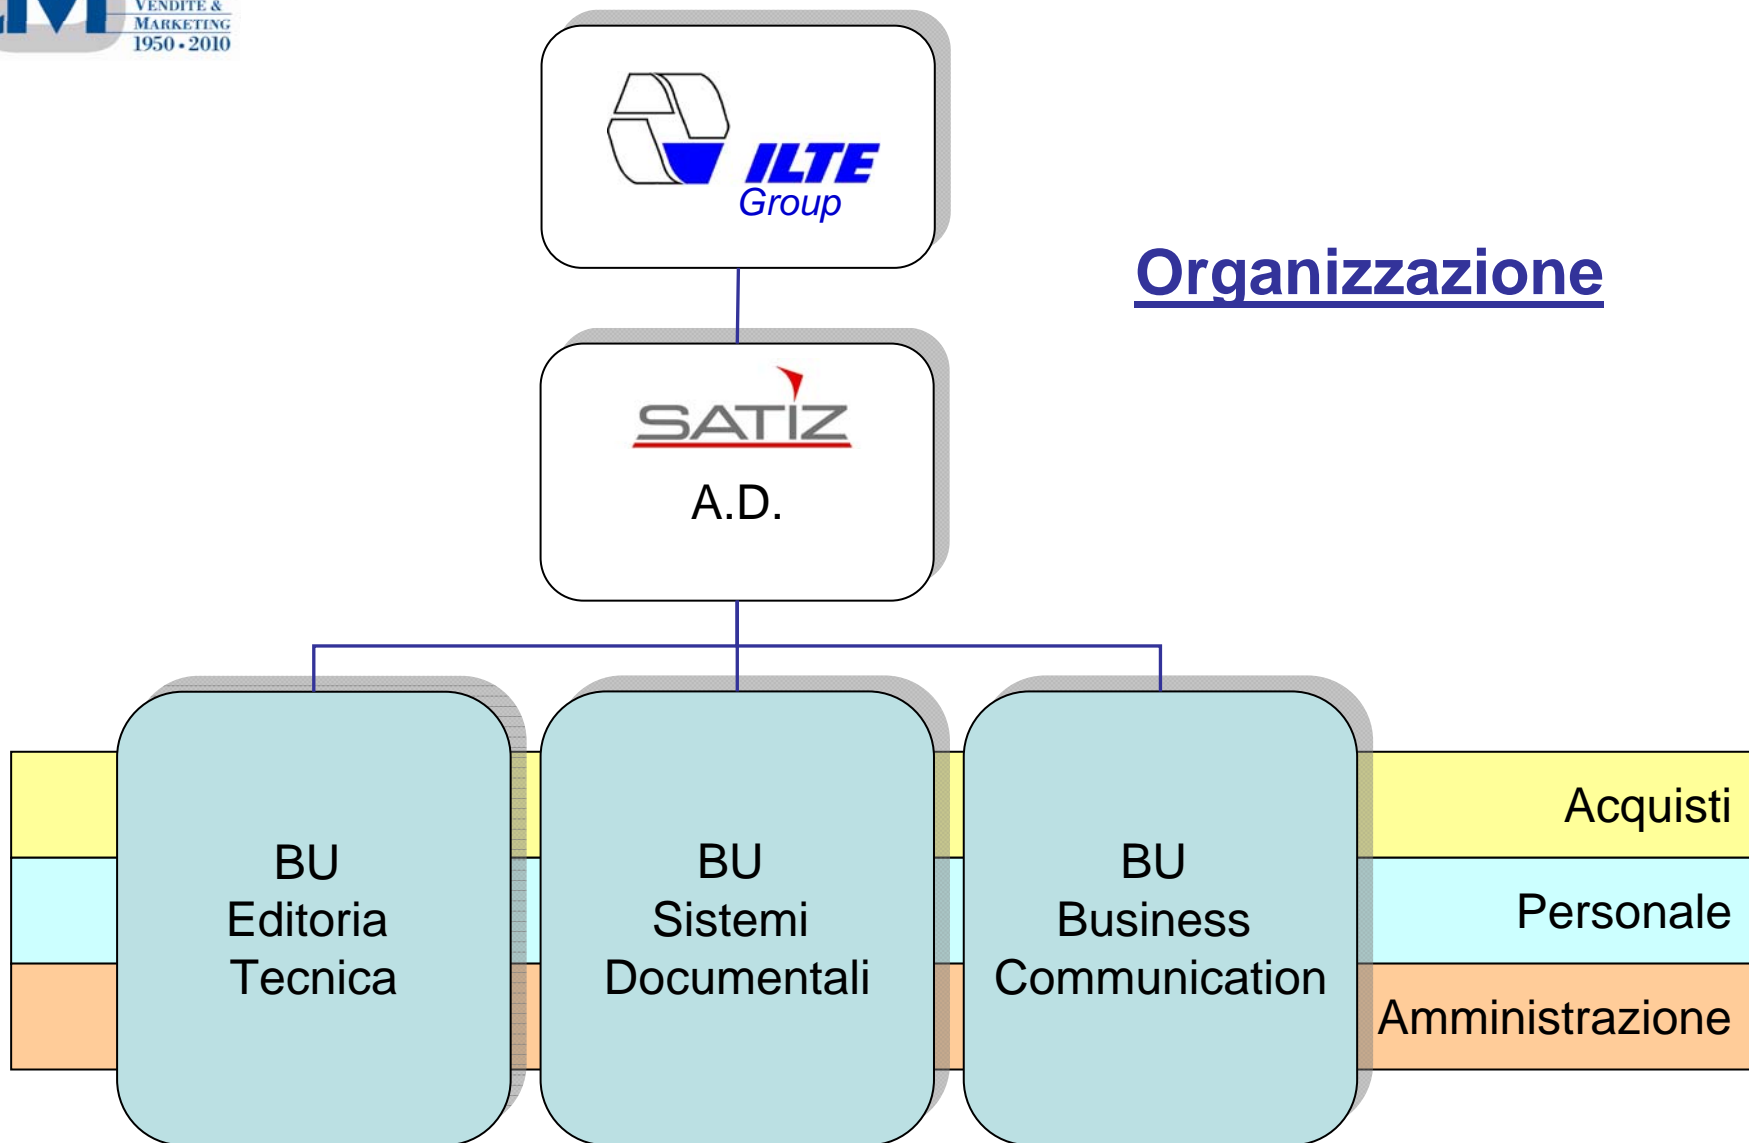 VENDITE &
MARKETING
1950 • 2010
ILTE
Group
Organizzazione
SATIZ
A.D.
BU
Editoria
Tecnica
BU
Sistemi
Documentali
BU
Business
Communication
Acquisti
Personale
Amministrazione